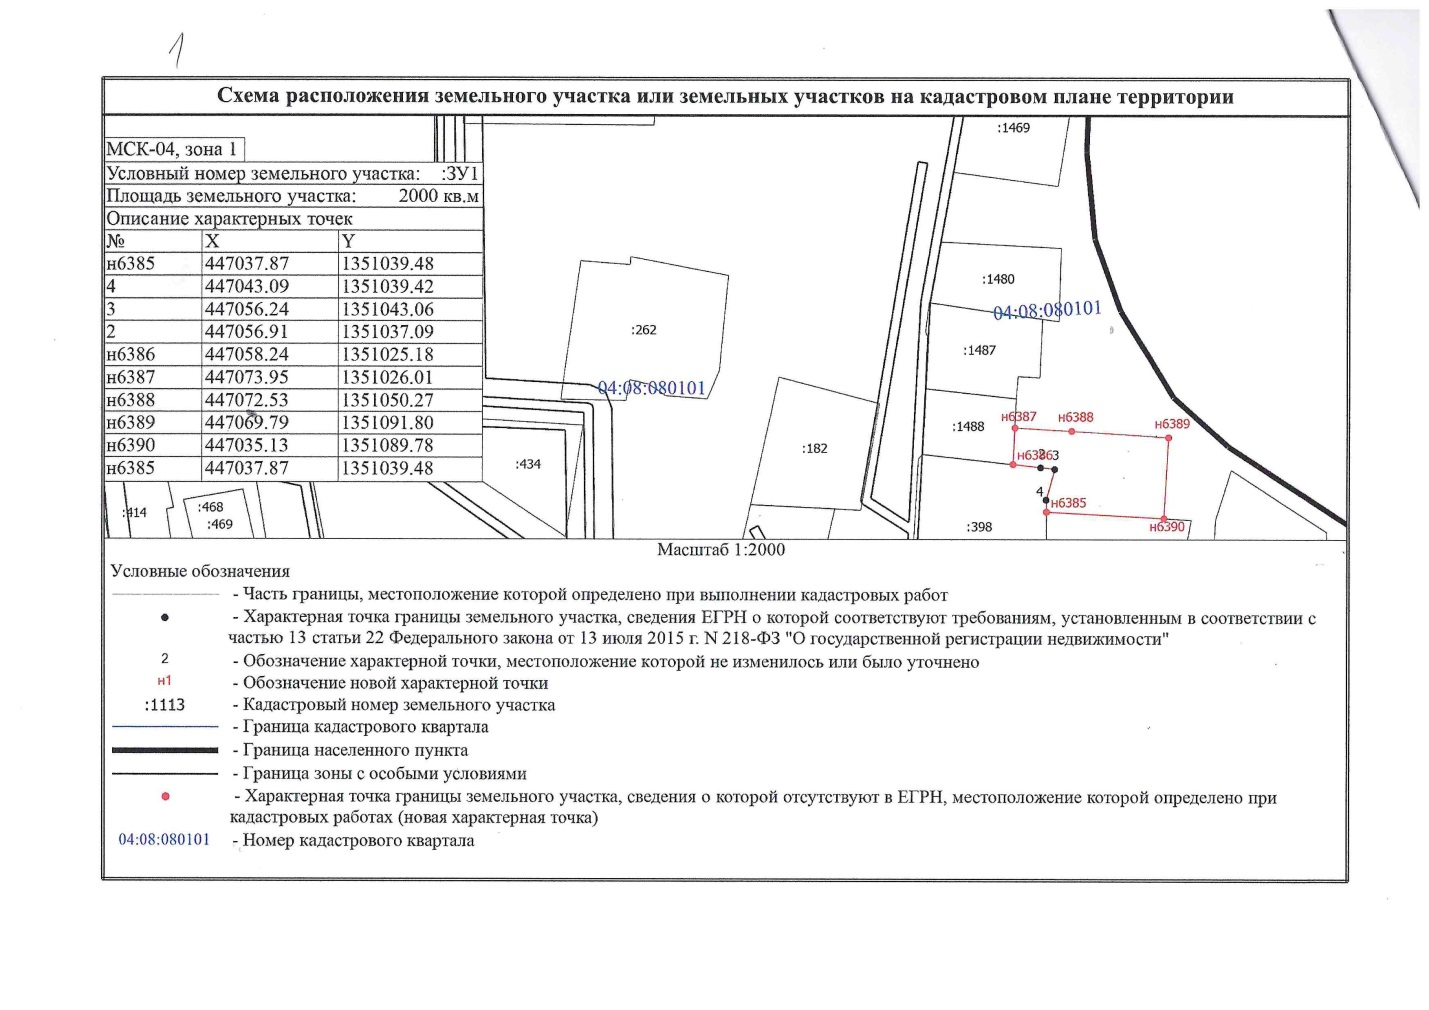 1
Схема расположения земельного участка или земельных участков на кадастровом плане территории
МСК-04, зона 1
Условный номер земельного участка: :ЗУ1
Площадь земельного участка: 2000 кв.м
Описание характерных точек
№ X Y
н6385 447037.87 1351039.48
4 447043.09 1351039.42
3 447056.24 1351043.06
2 447056.91 1351037.09
н6386 447058.24 1351025.18
н6387 447073.95 1351026.01
н6388 447072.53 1351050.27
н6389 447069.79 1351091.80
н6390 447035.13 1351089.78
н6385 447037.87 1351039.48
:1469
:1480
04:08:080101
:262
:1487
04:08:080101
н6387 н6388 н6389
:1488
:182
н6386 2 3
:434
4
н6385
:414 :468
:469
:398
н6390
Масштаб 1:2000
Условные обозначения
- Часть границы, местоположение которой определено при выполнении кадастровых работ
- Характерная точка границы земельного участка, сведения ЕГРН о которой соответствуют требованиям, установленным в соответствии с
частью 13 статьи 22 Федерального закона от 13 июля 2015 г. N 218-ФЗ "О государственной регистрации недвижимости"
2 - Обозначение характерной точки, местоположение которой не изменилось или было уточнено
н1 - Обозначение новой характерной точки
:1113 - Кадастровый номер земельного участка
- Граница кадастрового квартала
- Граница населенного пункта
- Граница зоны с особыми условиями
- Характерная точка границы земельного участка, сведения о которой отсутствуют в ЕГРН, местоположение которой определено при
кадастровых работах (новая характерная точка)
04:08:080101 - Номер кадастрового квартала